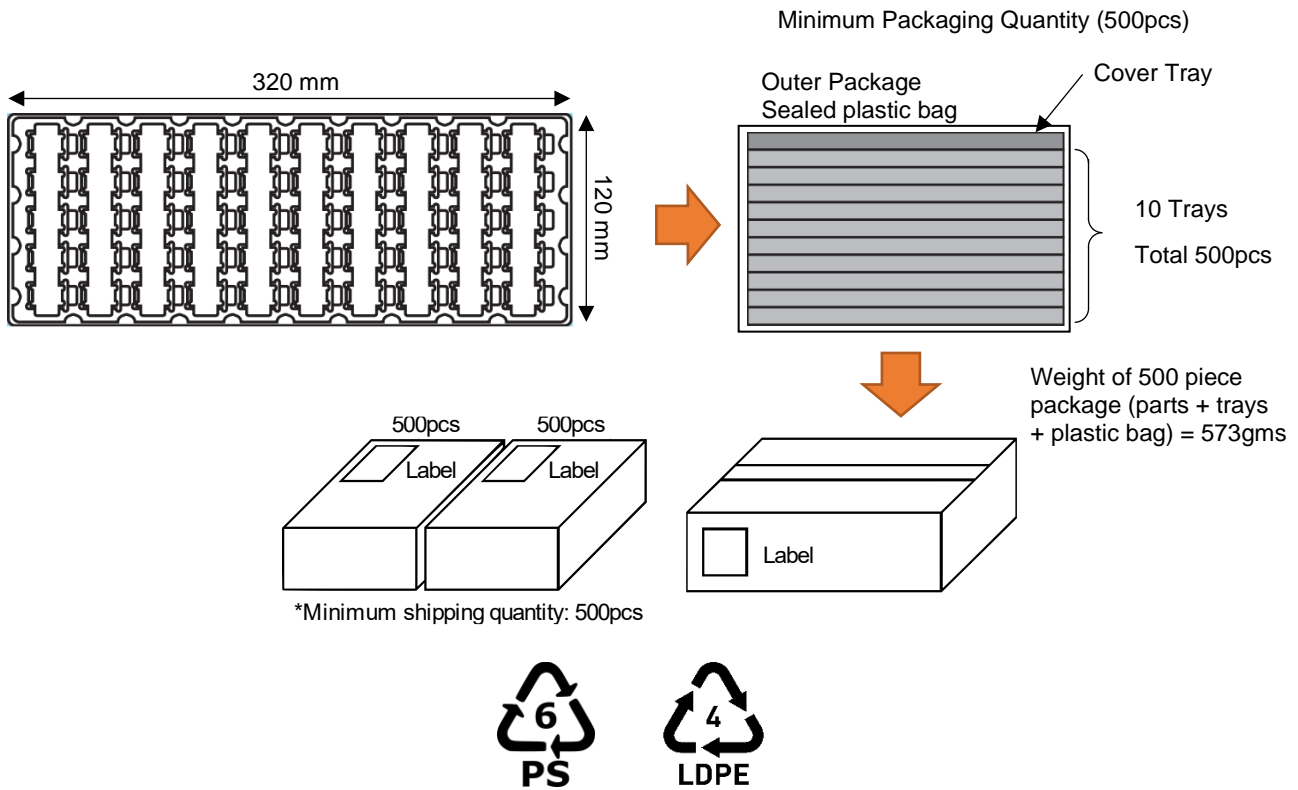 Minimum Packaging Quantity (500pcs)
320 mm
120 mm
Outer Package
Sealed plastic bag
Cover Tray
10 Trays
Total 500pcs
Weight of 500 piece
package (parts + trays
+ plastic bag) = 573gms
500pcs
500pcs
Label
Label
Label
*Minimum shipping quantity: 500pcs
6
PS
4
LDPE